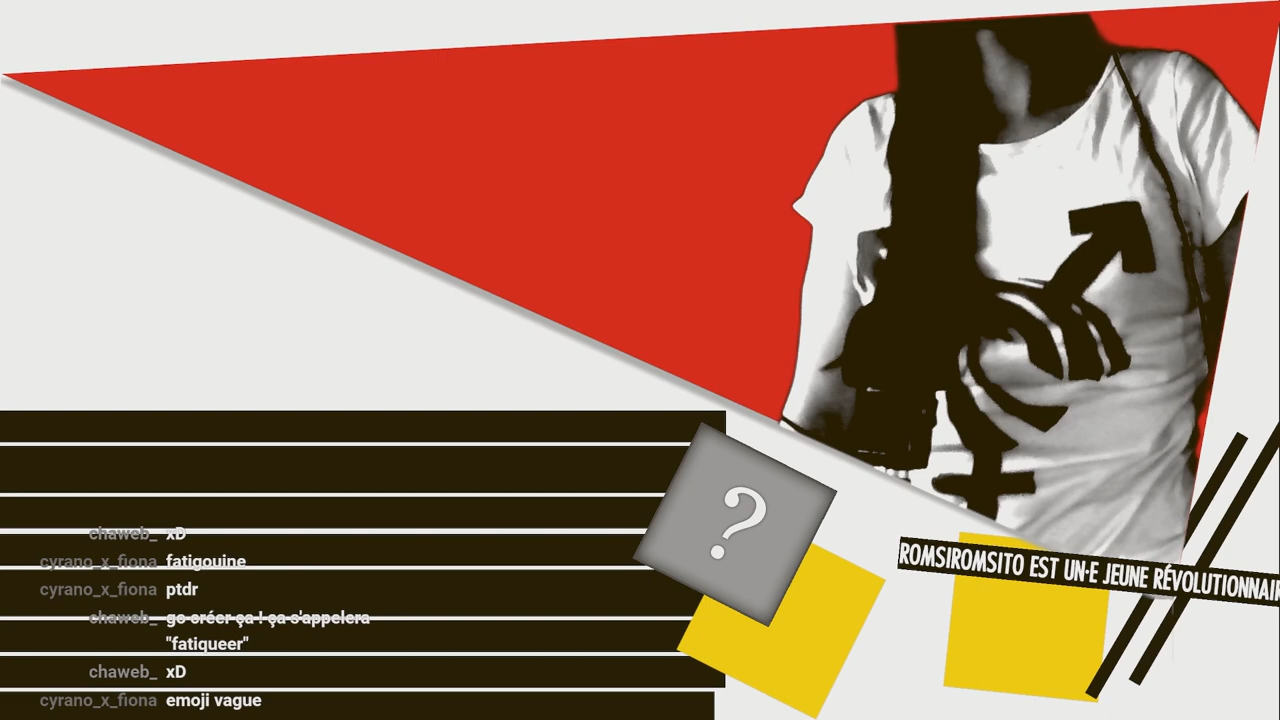 ?
ROMSIROMSITO EST UN·E JEUNE RÉVOLUTIONNAIR
chaweb_ xD
cyrano_x_fiona fatigouine
cyrano_x_fiona ptdr
chaweb_ go créer ça ! ça s'appelera
"fatiqueer"
chaweb_ xD
cyrano_x_fiona emoji vague